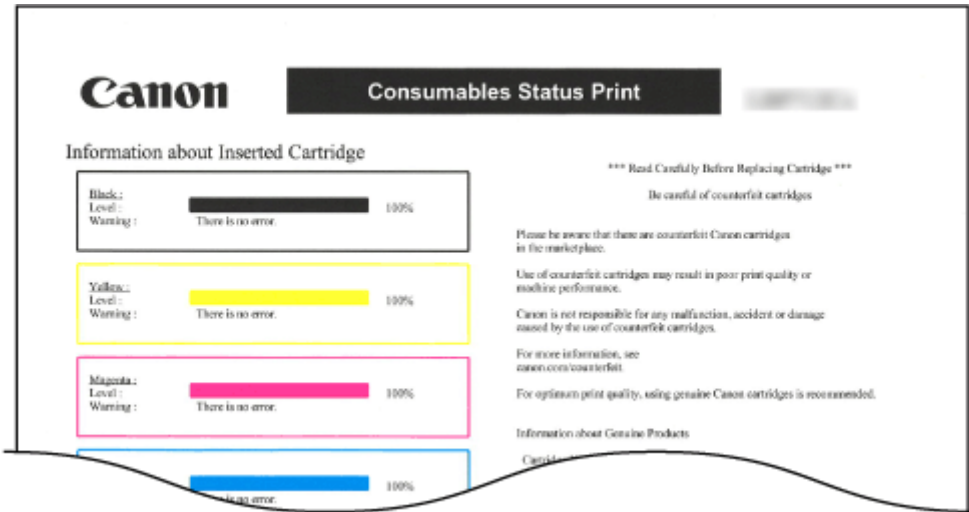 Canon
Consumables Status Print
Information about Inserted Cartridge
Black :
Level :
100%
Warning : There is no error.
Yellow :
Level :
100%
Warning : There is no error.
Magenta :
Level :
100%
Warning : There is no error.
100%
is no error.
*** Read Carefully Before Replacing Cartridge ***
Be careful of counterfeit cartridges
Please be aware that there are counterfeit Canon cartridges
in the marketplace.
Use of counterfeit cartridges may result in poor print quality or
machine performance.
Canon is not responsible for any malfunction, accident or damage
caused by the use of counterfeit cartridges.
For more information, see
canon.com/counterfeit.
For optimum print quality, using genuine Canon cartridges is recommended.
Information about Genuine Products